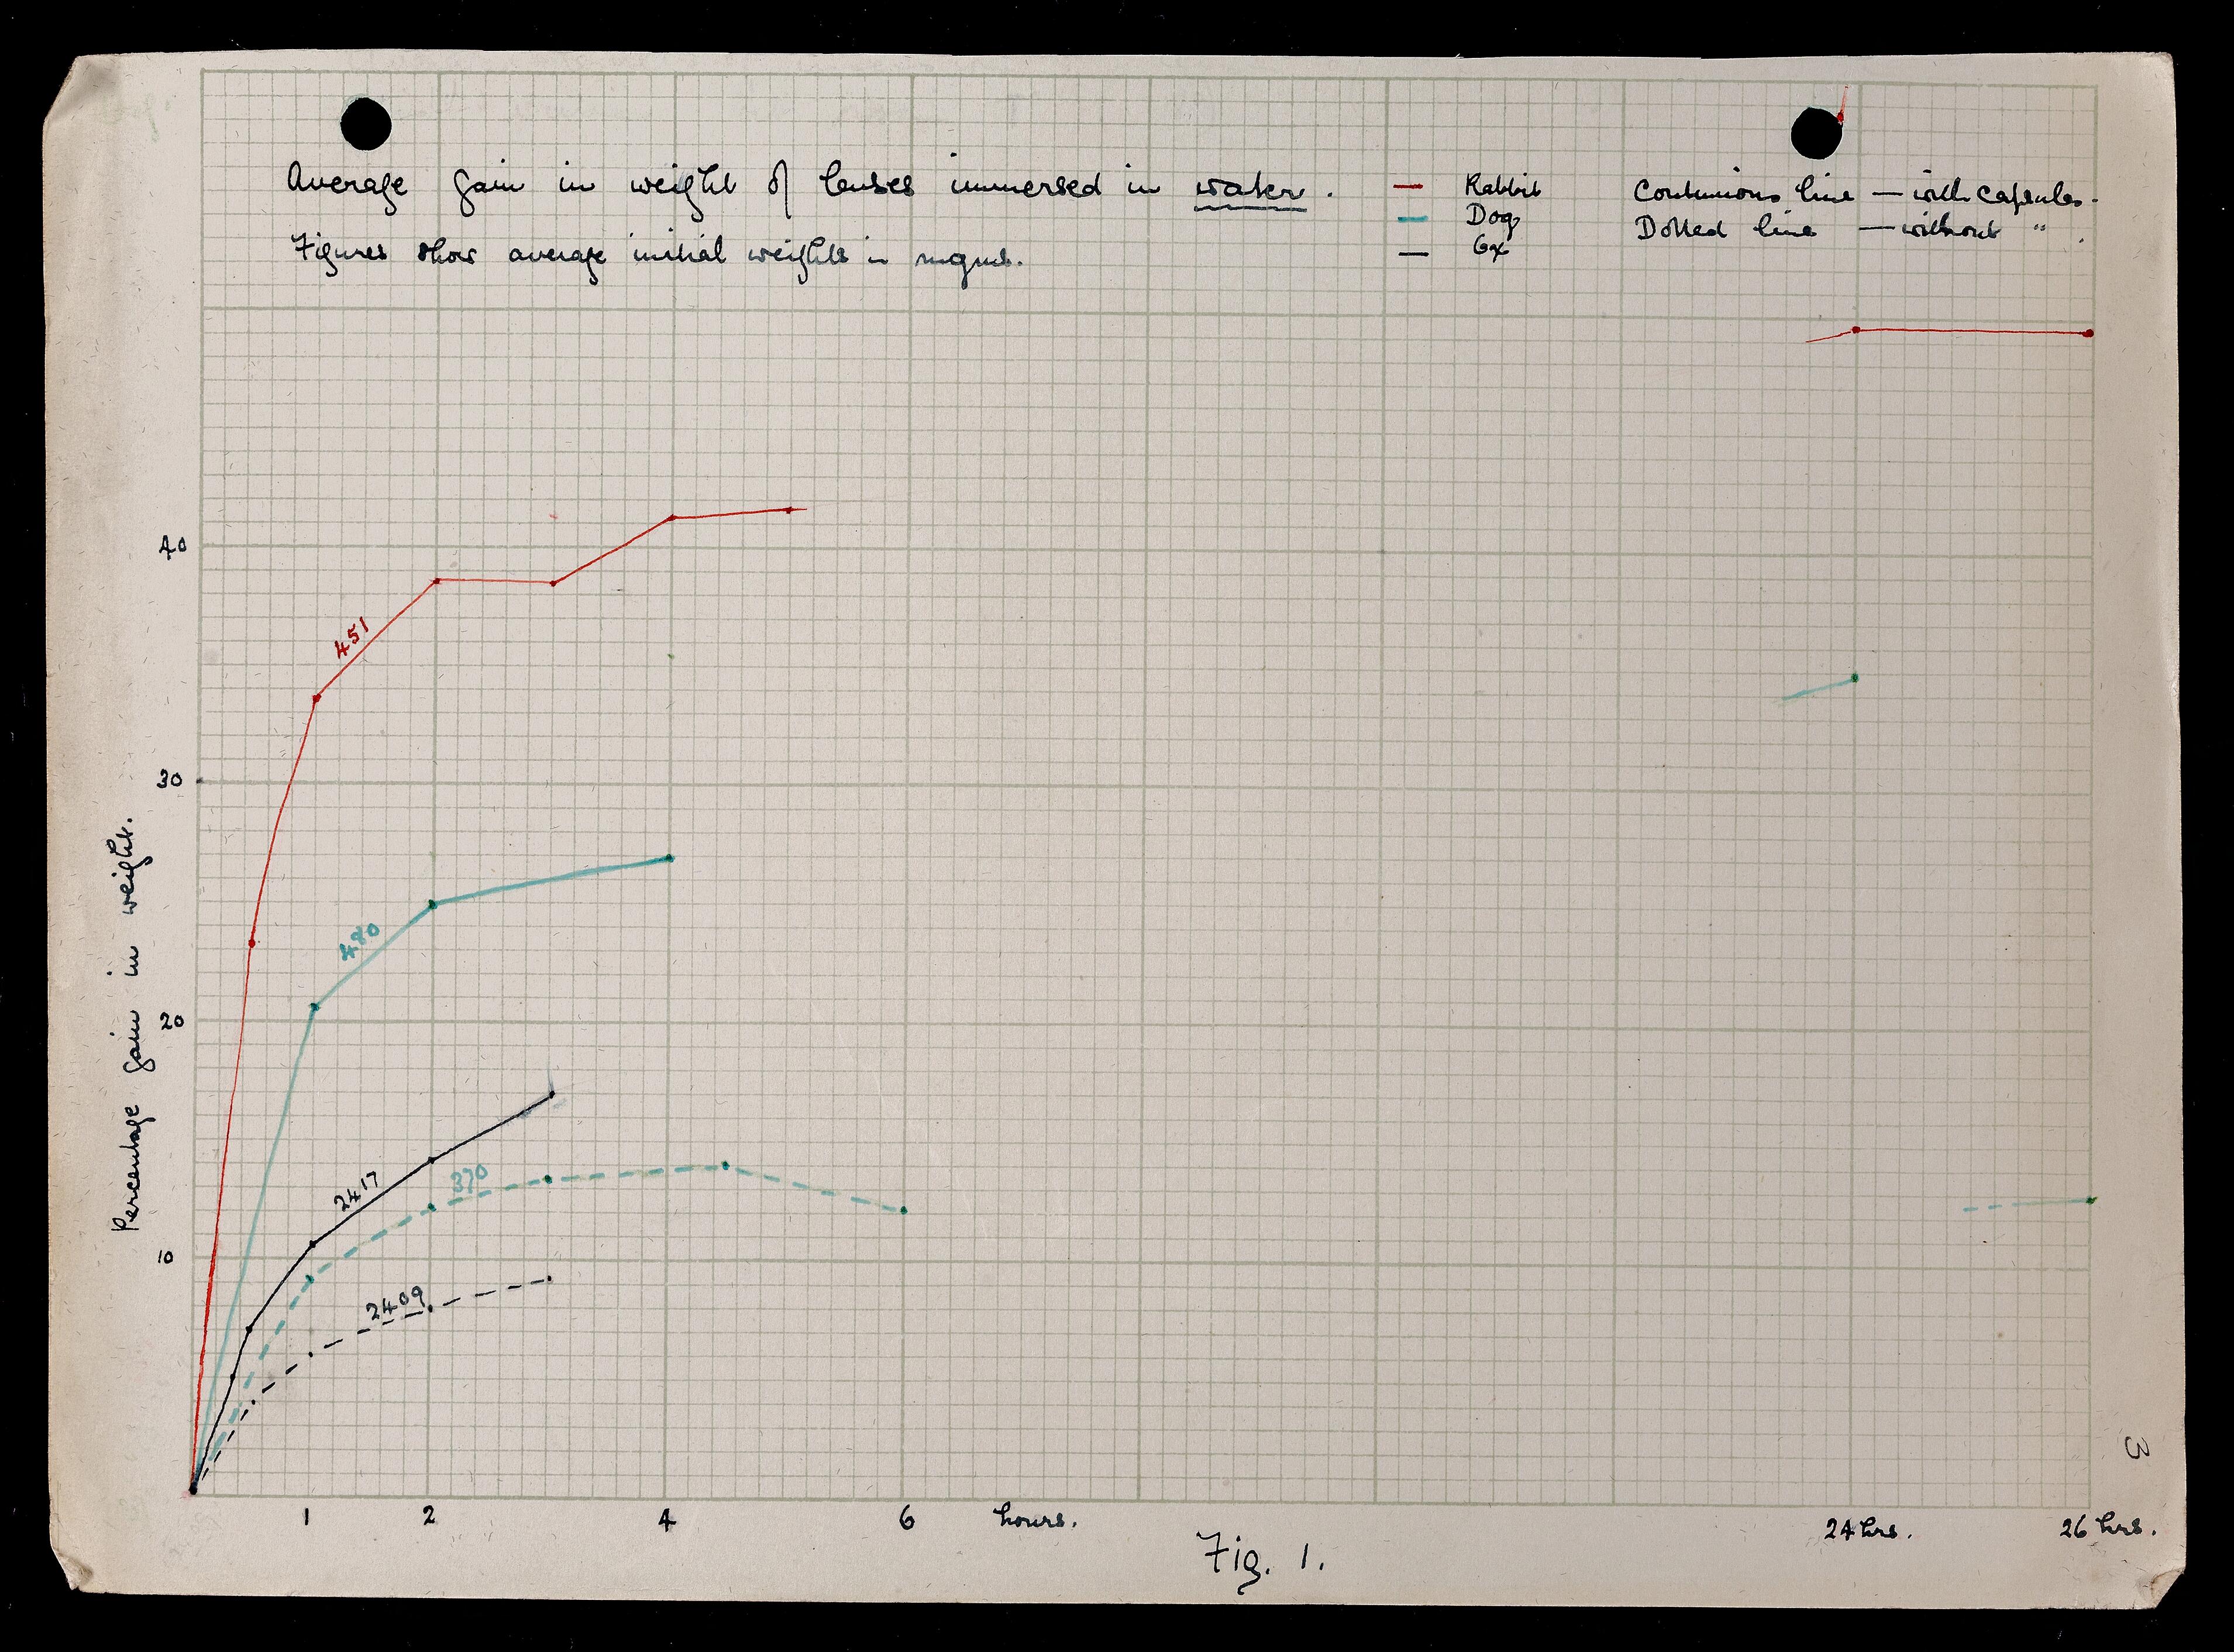 Average gain in weight of lenses immersed in water.
Figures show average initial weights in mgms.
— Rabbit
— Dog
— Ox
Continuous line — with capsules.
Dotted line — without " .
40
30
20
10
Percentage gain in weight.
451
480
2417
370
2409
1 2 4 6 hours. 24 hrs. 26 hrs.
Fig. 1.
3